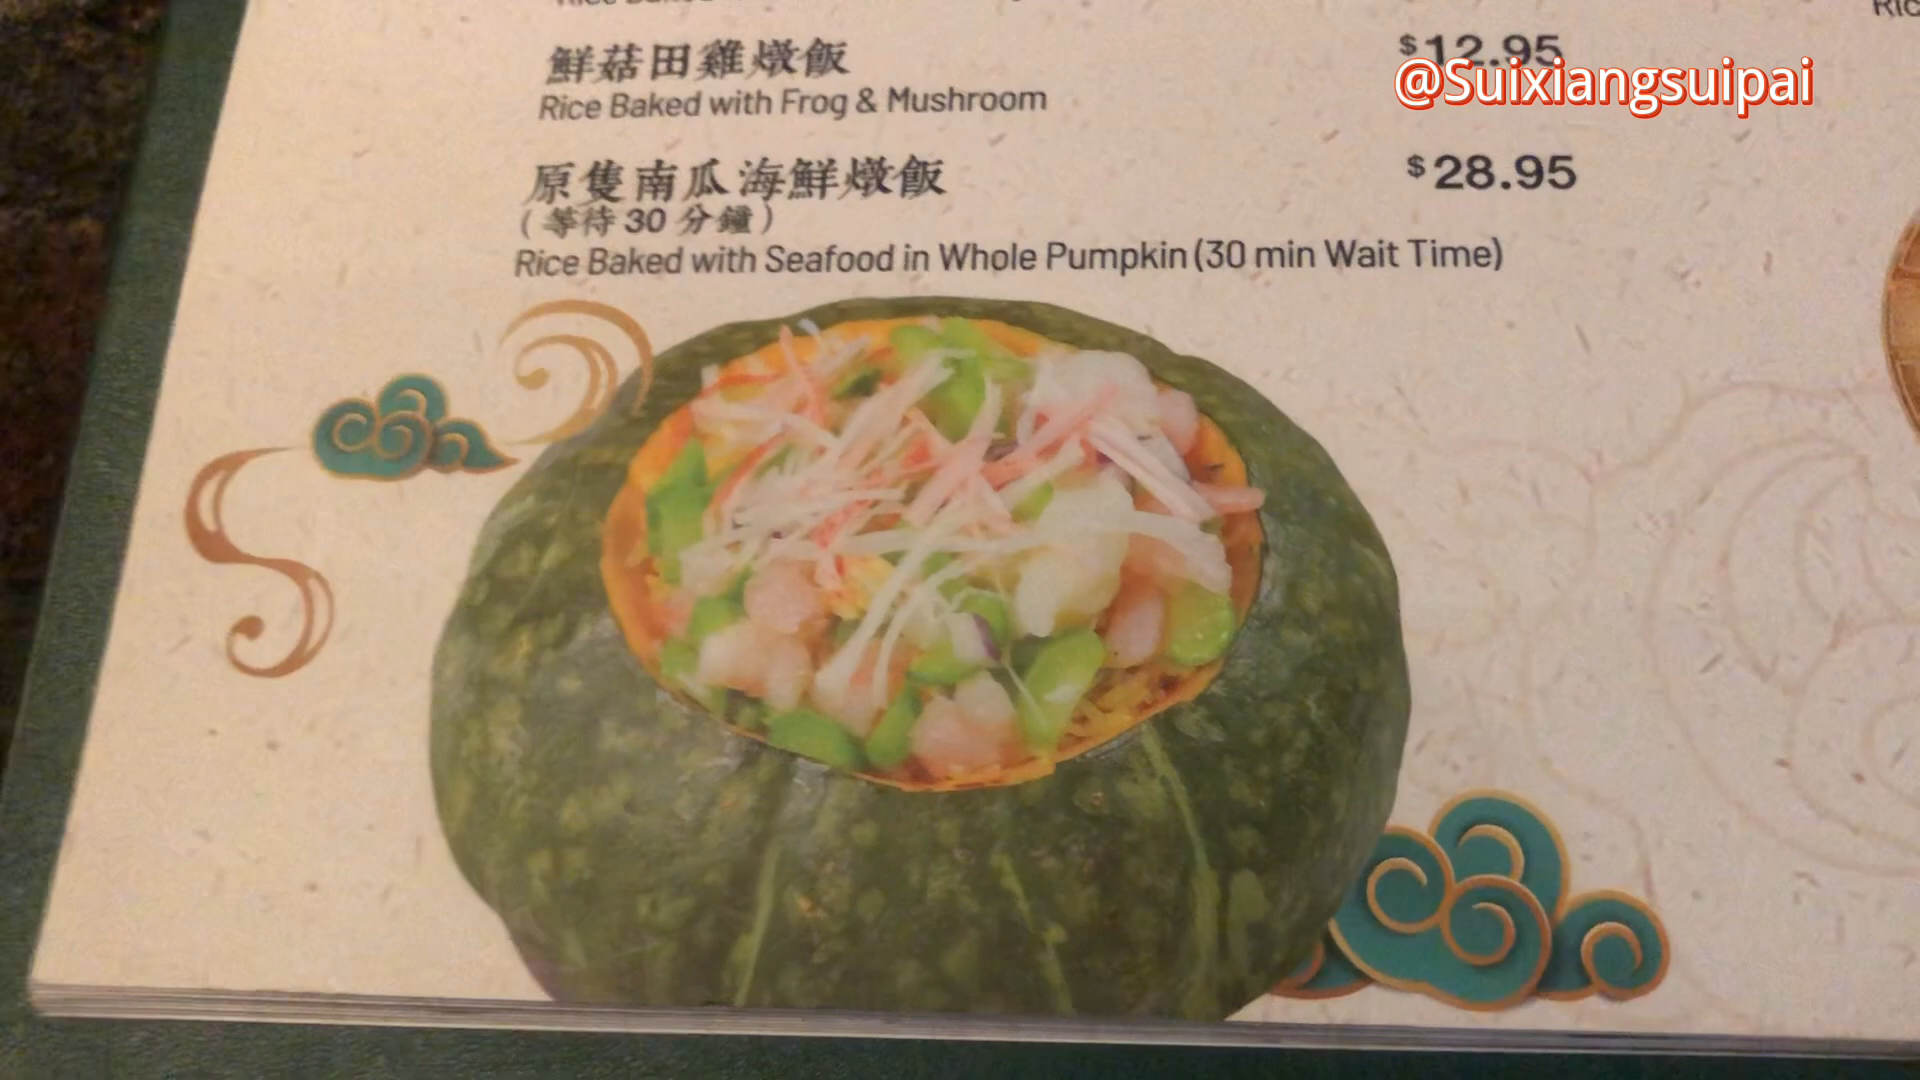 鮮菇田雞燉飯
$12.95
@Suixiangsuipai
Rice Baked with Frog & Mushroom
原隻南瓜海鮮燉飯
$28.95
(等待 30 分鐘)
Rice Baked with Seafood in Whole Pumpkin (30 min Wait Time)